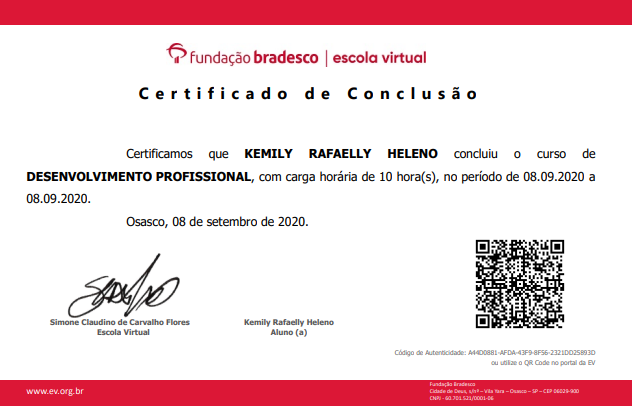 fundação bradesco | escola virtual
Certificado de Conclusão
Certificamos que KEMILY RAFAELLY HELENO concluiu o curso de
DESENVOLVIMENTO PROFISSIONAL, com carga horária de 10 hora(s), no período de 08.09.2020 a
08.09.2020.
Osasco, 08 de setembro de 2020.
Simone Claudino de Carvalho Flores
Escola Virtual
Kemily Rafaelly Heleno
Aluno (a)
Código de Autenticidade: A44D0881-AFDA-43F9-8F56-2321DD25893D
ou utilize o QR Code no portal da EV
www.ev.org.br
Fundação Bradesco
Cidade de Deus, s/nº – Vila Yara – Osasco – SP – CEP 06029-900
CNPJ - 60.701.521/0001-06